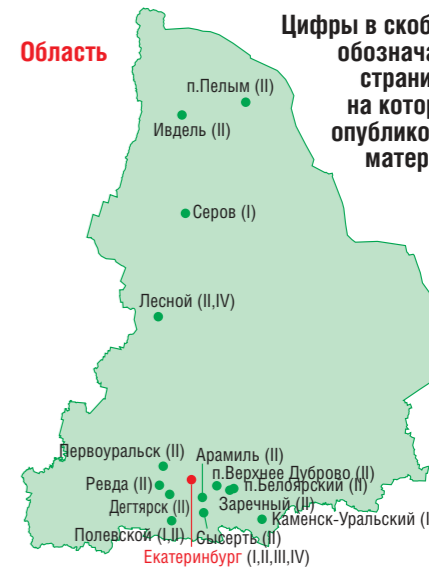 Область
Цифры в скоб
обознача
страни
на котор
опублико
матер
п.Пелым (II)
Ивдель (II)
Серов (I)
Лесной (II,IV)
Первоуральск (II)
Арамиль (II)
п.Верхнее Дуброво (II)
Ревда (II)
п.Белоярский (II)
Дегтярск (II)
Заречный (II)
Каменск-Уральский (I
Полевской (I,II)
Сысерть (II)
Екатеринбург (I,II,III,IV)